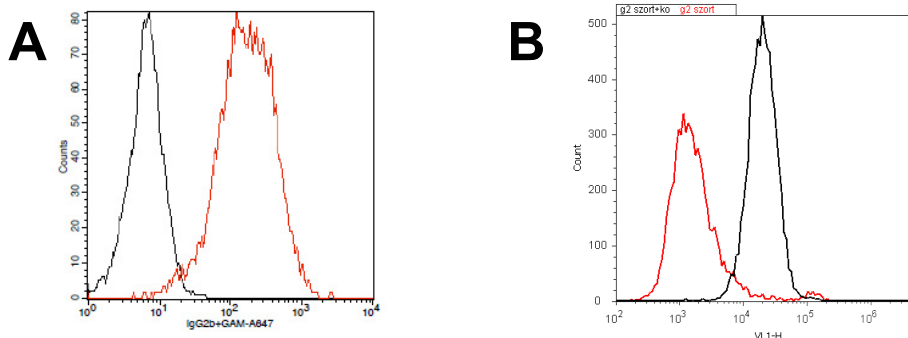 A
Counts
80
70
60
50
40
30
20
10
0
10^0 10^1 10^2 10^3 10^4
IgG2b+GAM-A647
B
g2 szort+ko g2 szort
Count
500
400
300
200
100
0
10^2 10^3 10^4 10^5 10^6
VL1-H